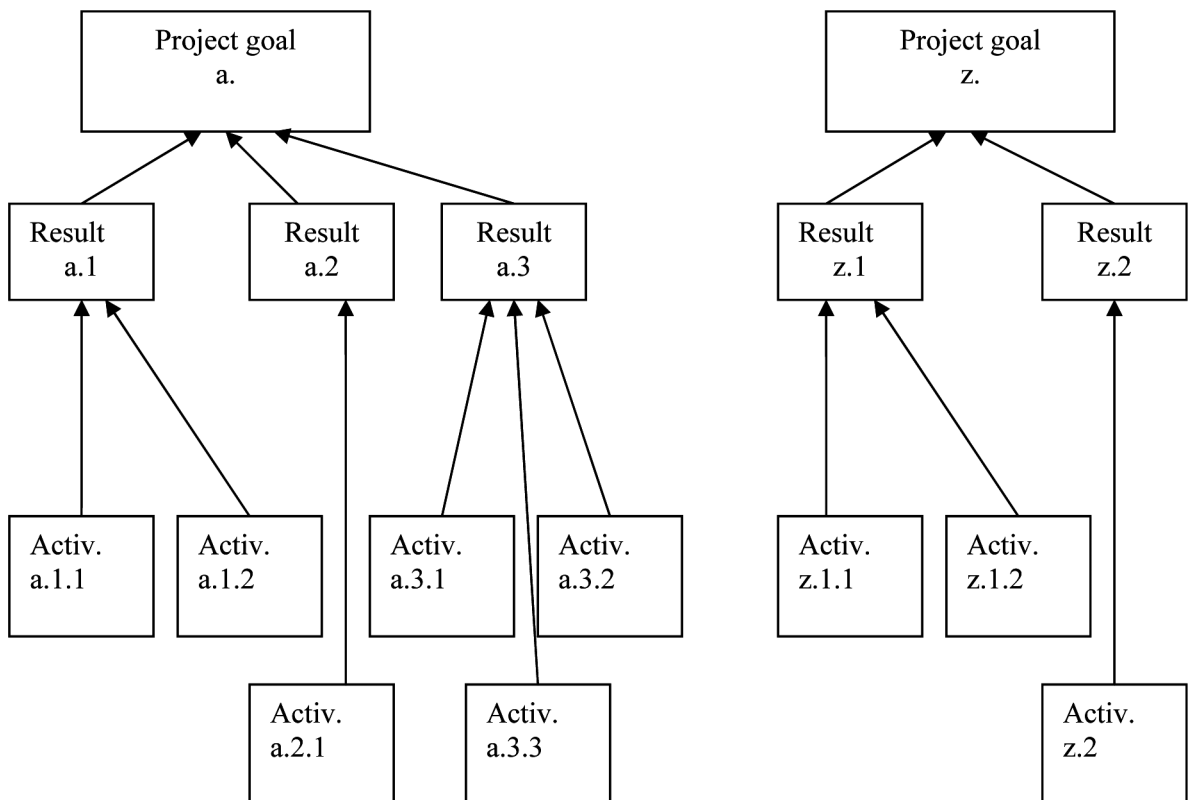 Project goal
a.
Project goal
z.
Result
a.1
Result
a.2
Result
a.3
Result
z.1
Result
z.2
Activ.
a.1.1
Activ.
a.1.2
Activ.
a.3.1
Activ.
a.3.2
Activ.
z.1.1
Activ.
z.1.2
Activ.
a.2.1
Activ.
a.3.3
Activ.
z.2